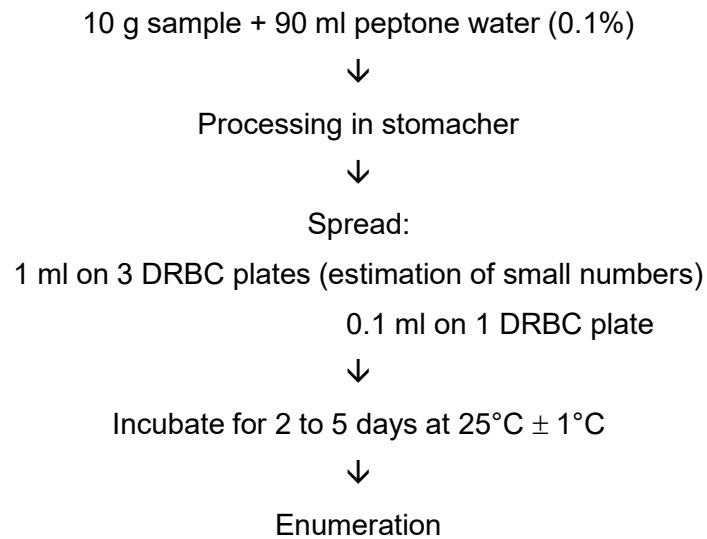 10 g sample + 90 ml peptone water (0.1%)
↓
Processing in stomacher
↓
Spread:
1 ml on 3 DRBC plates (estimation of small numbers)
0.1 ml on 1 DRBC plate
↓
Incubate for 2 to 5 days at 25°C ± 1°C
↓
Enumeration